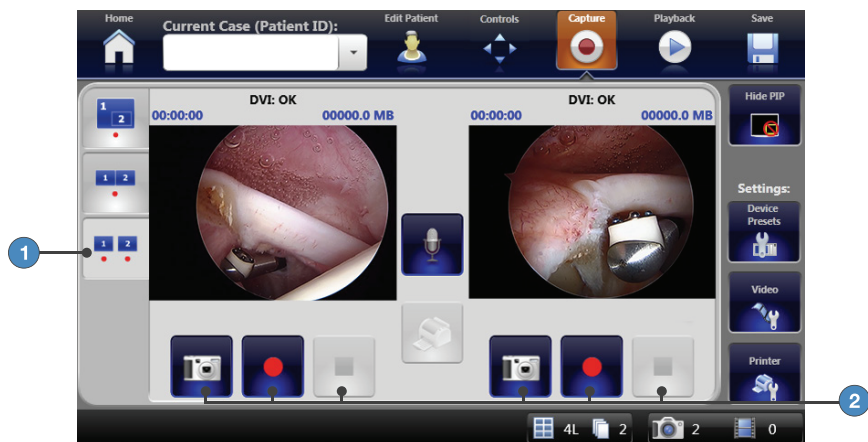 Home
Current Case (Patient ID):
Edit Patient
Controls
Capture
Playback
Save
1
2
DVI: OK
00:00:00
00000.0 MB
DVI: OK
00:00:00
00000.0 MB
Hide PIP
1 2
1 2
Settings:
Device
Presets
Video
Printer
1
2
4L
2
2
0